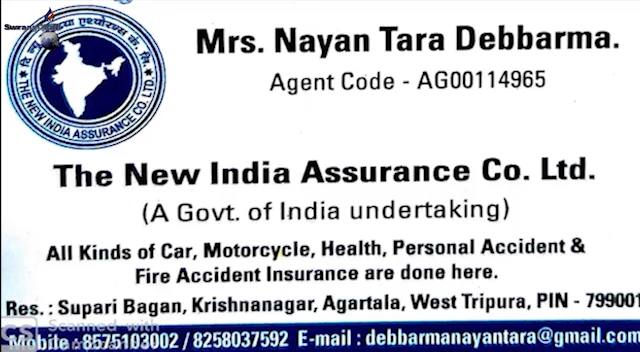 Mrs. Nayan Tara Debbarma.
Agent Code - AG00114965
THE NEW INDIA ASSURANCE CO. LTD.
The New India Assurance Co. Ltd.
(A Govt. of India undertaking)
All Kinds of Car, Motorcycle, Health, Personal Accident &
Fire Accident Insurance are done here.
Res. : Supari Bagan, Krishnanagar, Agartala, West Tripura, PIN - 799001
CS Scanned with
Mobile : 8575103002 / 8258037592 E-mail : debbarmanayantara@gmail.com